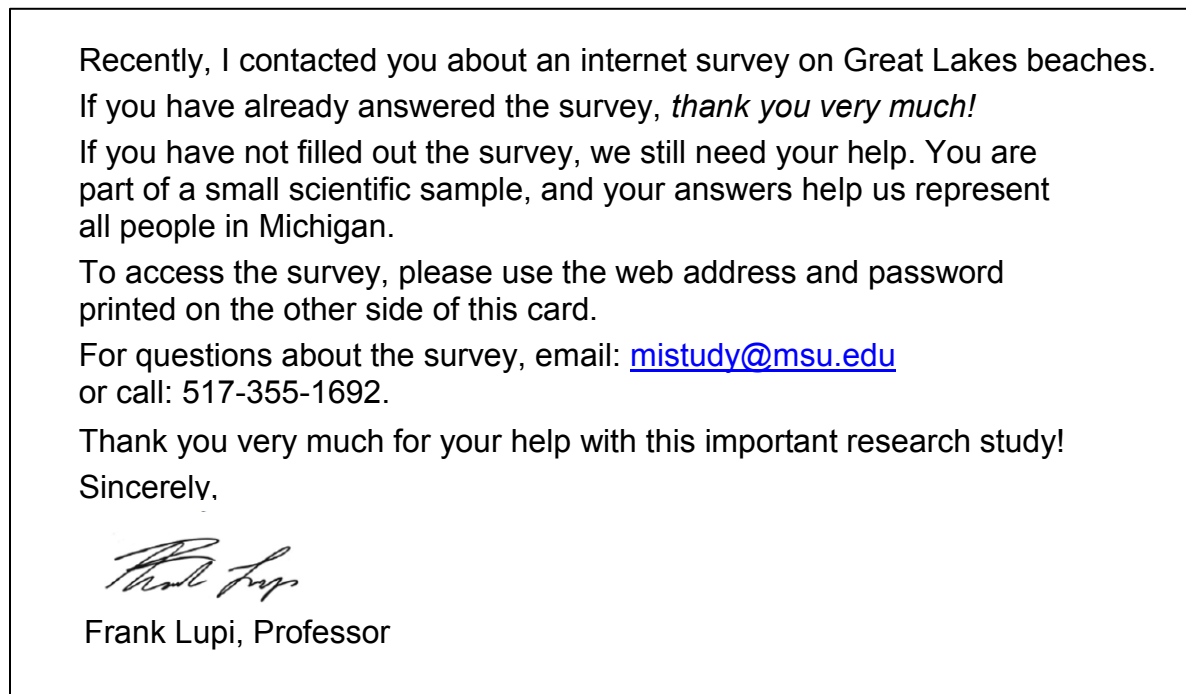 Recently, I contacted you about an internet survey on Great Lakes beaches.
If you have already answered the survey, thank you very much!
If you have not filled out the survey, we still need your help. You are
part of a small scientific sample, and your answers help us represent
all people in Michigan.
To access the survey, please use the web address and password
printed on the other side of this card.
For questions about the survey, email: mistudy@msu.edu
or call: 517-355-1692.
Thank you very much for your help with this important research study!
Sincerely,
Frank Lupi
Frank Lupi, Professor